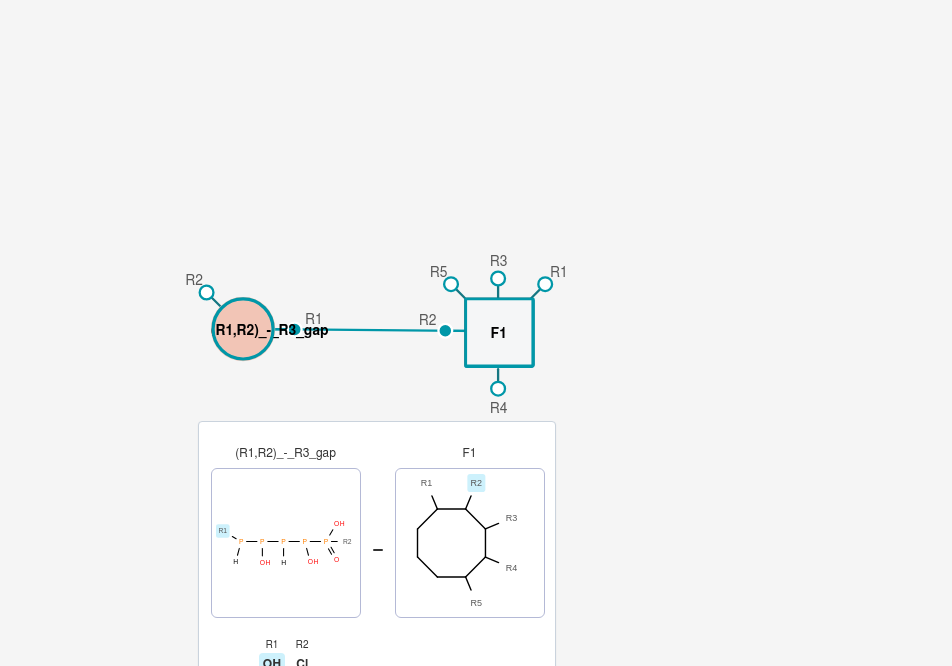 R2
R1
R1,R2)_-_R3_gap
R5
R3
R1
R2
F1
R4
(R1,R2)_-_R3_gap
F1
R1
P
P
P
P
P
OH
R2
H
OH
H
OH
O
–
R1
R2
R3
R4
R5
R1 R2
OH Cl